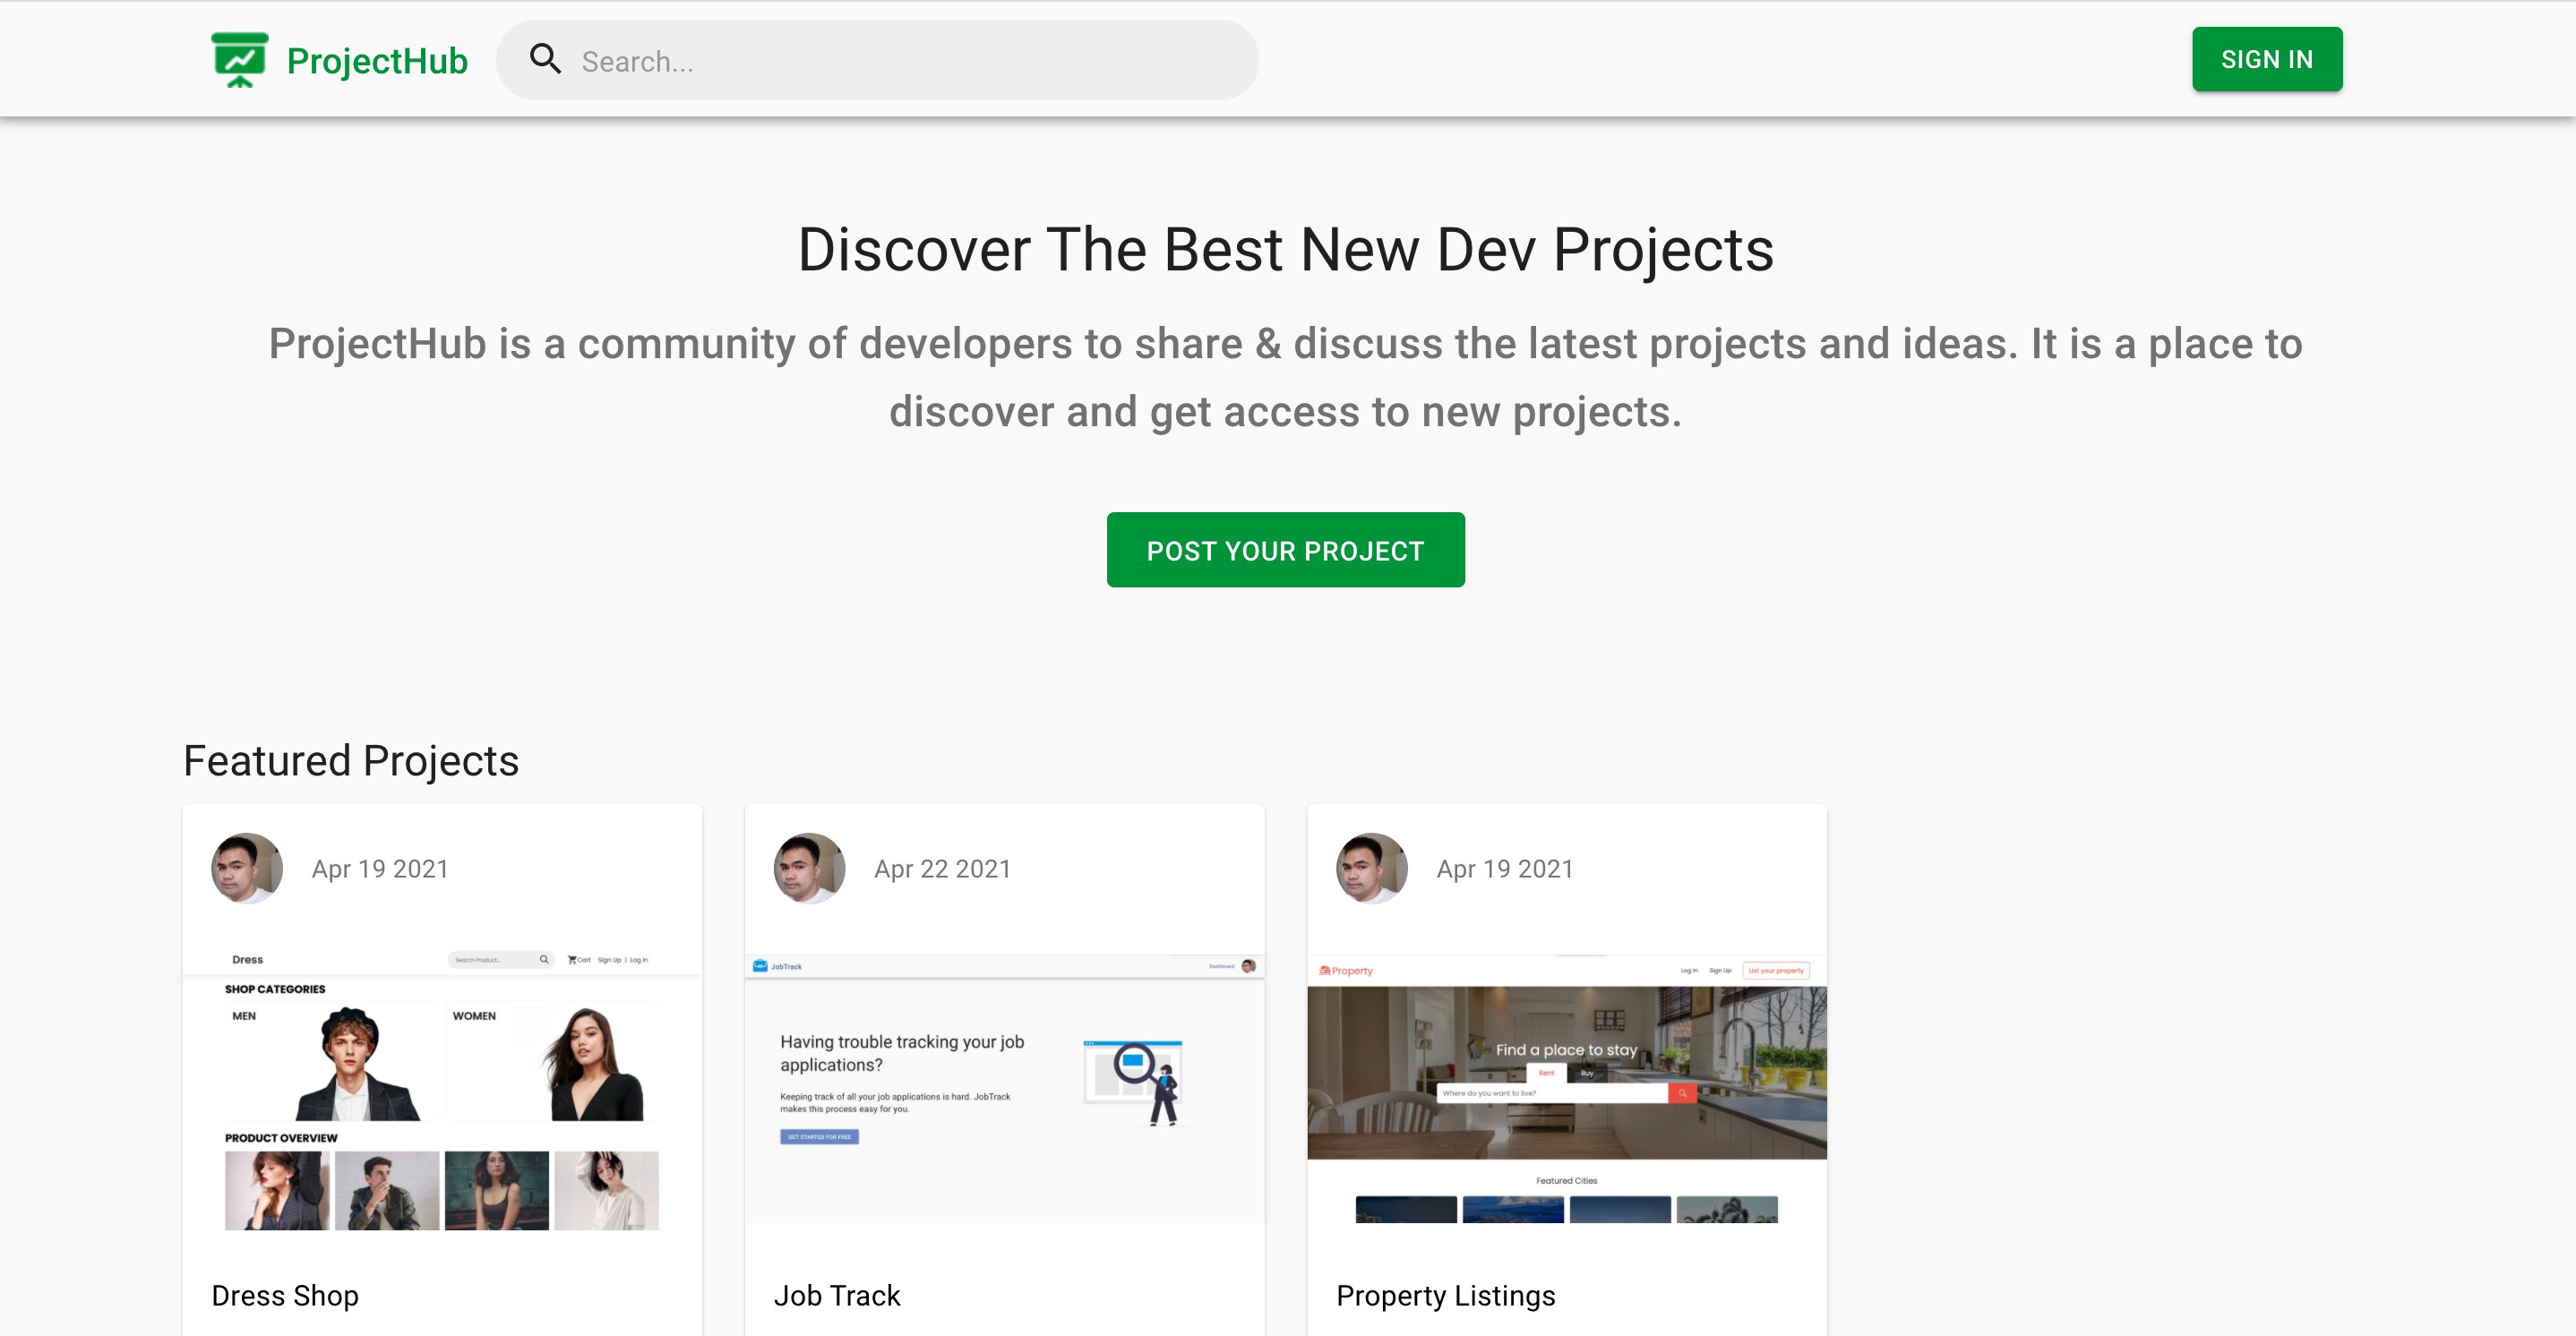 ProjectHub
Search...
SIGN IN
Discover The Best New Dev Projects
ProjectHub is a community of developers to share & discuss the latest projects and ideas. It is a place to
discover and get access to new projects.
POST YOUR PROJECT
Featured Projects
Apr 19 2021
Dress
Search Product...
Cart Sign Up | Log In
SHOP CATEGORIES
MEN
WOMEN
PRODUCT OVERVIEW
Dress Shop
Apr 22 2021
JobTrack
Dashboard
Having trouble tracking your job
applications?
Keeping track of all your job applications is hard. JobTrack
makes this process easy for you.
GET STARTED FOR FREE
Job Track
Apr 19 2021
Property
Log In
Sign Up
List your property
Find a place to stay
Rent
Buy
Where do you want to live?
Featured Cities
Property Listings